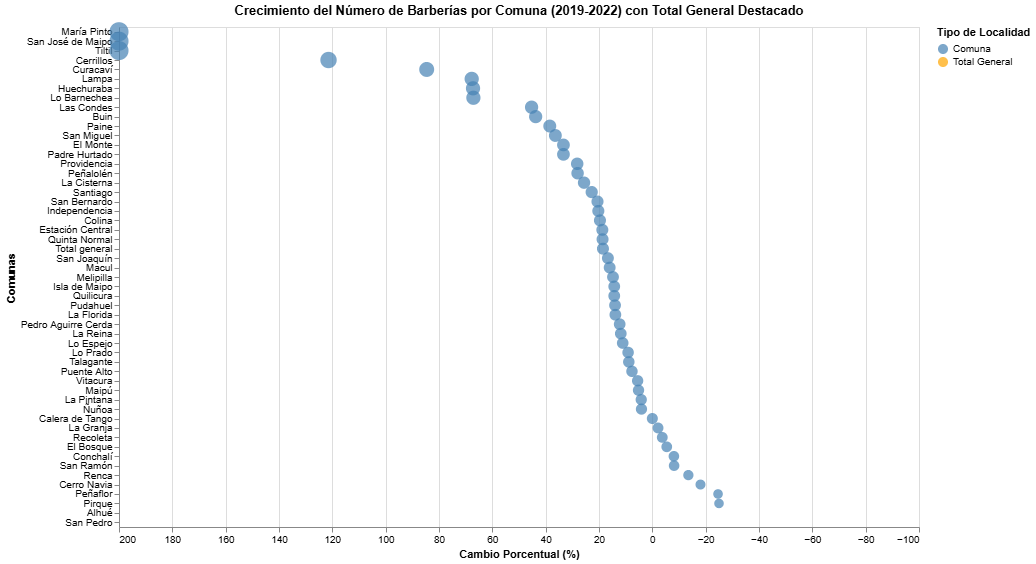 Crecimiento del Número de Barberías por Comuna (2019-2022) con Total General Destacado
Tipo de Localidad
Comuna
Total General
Comunas
María Pinto
San José de Maipo
Tiltil
Cerrillos
Curacaví
Lampa
Huechuraba
Lo Barnechea
Las Condes
Buin
Paine
San Miguel
El Monte
Padre Hurtado
Providencia
Peñalolén
La Cisterna
Santiago
San Bernardo
Independencia
Colina
Estación Central
Quinta Normal
Total general
San Joaquín
Macul
Melipilla
Isla de Maipo
Quilicura
Pudahuel
La Florida
Pedro Aguirre Cerda
La Reina
Lo Espejo
Lo Prado
Talagante
Puente Alto
Vitacura
Maipú
La Pintana
Ñuñoa
Calera de Tango
La Granja
Recoleta
El Bosque
Conchalí
San Ramón
Renca
Cerro Navia
Peñaflor
Pirque
Alhué
San Pedro
200 180 160 140 120 100 80 60 40 20 0 −20 −40 −60 −80 −100
Cambio Porcentual (%)